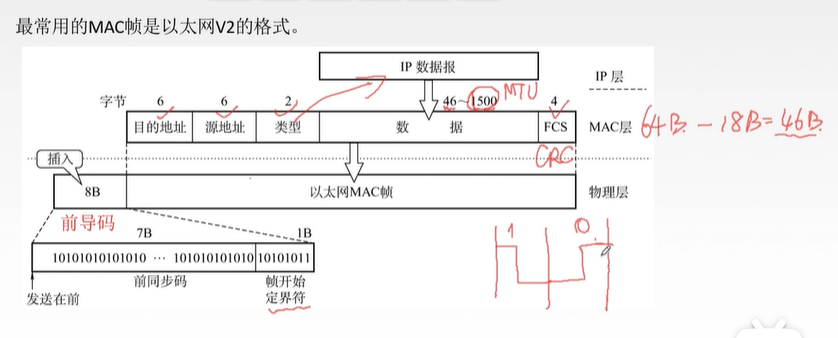 最常用的MAC帧是以太网V2的格式。
IP 数据报
IP 层
字节 6 6 2 46~1500 MTU 4
目的地址 源地址 类型 数 据 FCS MAC层 64B - 18B = 46B.
CRC
插入
8B 以太网MAC帧 物理层
前导码
7B 1B
10101010101010 ··· 101010101010 10101011
前同步码 帧开始
定界符
发送在前
1 0